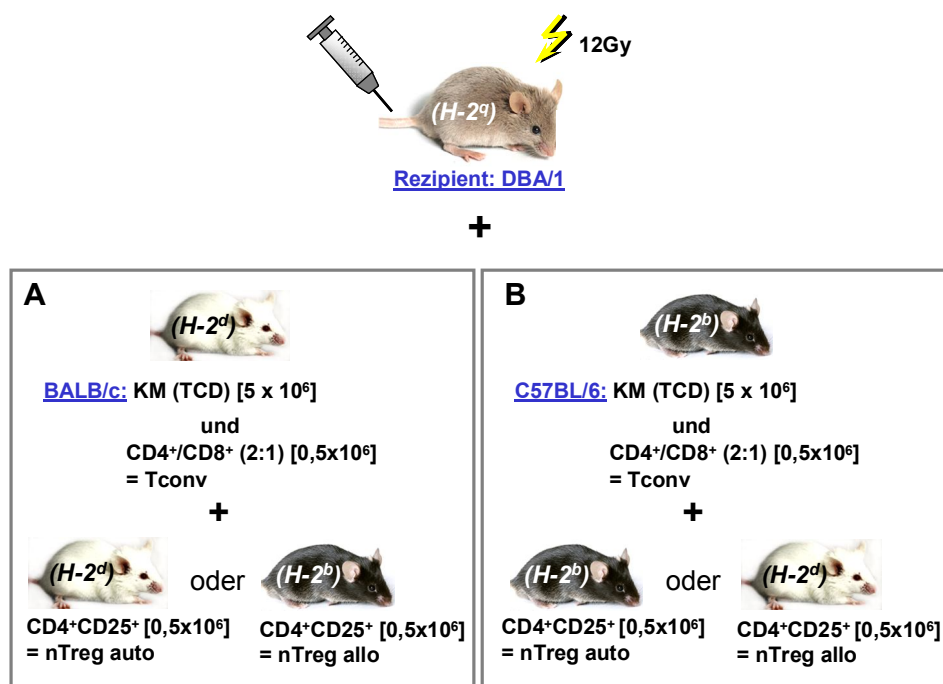 12Gy
(H-2q)
Rezipient: DBA/1
+
A
(H-2d)
BALB/c: KM (TCD) [5 x 10⁶]
und
CD4⁺/CD8⁺ (2:1) [0,5x10⁶]
= Tconv
+
(H-2d)
oder
(H-2b)
CD4⁺CD25⁺ [0,5x10⁶]
= nTreg auto
CD4⁺CD25⁺ [0,5x10⁶]
= nTreg allo
B
(H-2b)
C57BL/6: KM (TCD) [5 x 10⁶]
und
CD4⁺/CD8⁺ (2:1) [0,5x10⁶]
= Tconv
+
(H-2b)
oder
(H-2d)
CD4⁺CD25⁺ [0,5x10⁶]
= nTreg auto
CD4⁺CD25⁺ [0,5x10⁶]
= nTreg allo